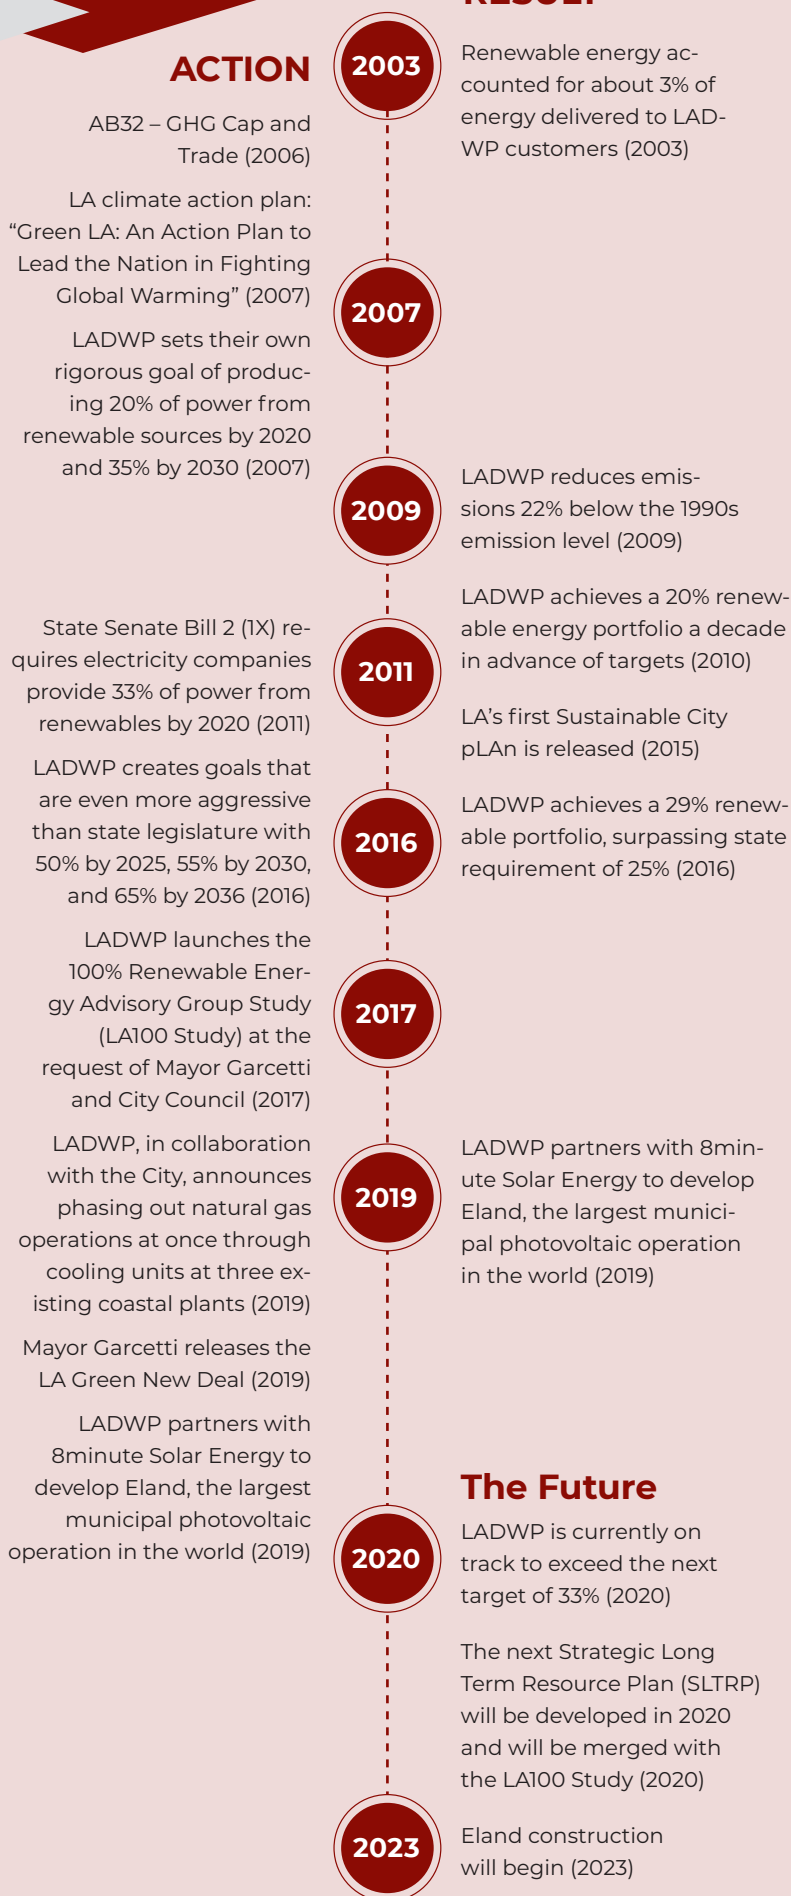 RESULT
ACTION
AB32 – GHG Cap and
Trade (2006)
LA climate action plan:
“Green LA: An Action Plan to
Lead the Nation in Fighting
Global Warming” (2007)
LADWP sets their own
rigorous goal of produc-
ing 20% of power from
renewable sources by 2020
and 35% by 2030 (2007)
State Senate Bill 2 (1X) re-
quires electricity companies
provide 33% of power from
renewables by 2020 (2011)
LADWP creates goals that
are even more aggressive
than state legislature with
50% by 2025, 55% by 2030,
and 65% by 2036 (2016)
LADWP launches the
100% Renewable Ener-
gy Advisory Group Study
(LA100 Study) at the
request of Mayor Garcetti
and City Council (2017)
LADWP, in collaboration
with the City, announces
phasing out natural gas
operations at once through
cooling units at three ex-
isting coastal plants (2019)
Mayor Garcetti releases the
LA Green New Deal (2019)
LADWP partners with
8minute Solar Energy to
develop Eland, the largest
municipal photovoltaic
operation in the world (2019)
2003
2007
2009
2011
2016
2017
2019
2020
2023
Renewable energy ac-
counted for about 3% of
energy delivered to LAD-
WP customers (2003)
LADWP reduces emis-
sions 22% below the 1990s
emission level (2009)
LADWP achieves a 20% renew-
able energy portfolio a decade
in advance of targets (2010)
LA’s first Sustainable City
pLAn is released (2015)
LADWP achieves a 29% renew-
able portfolio, surpassing state
requirement of 25% (2016)
LADWP partners with 8min-
ute Solar Energy to develop
Eland, the largest munici-
pal photovoltaic operation
in the world (2019)
The Future
LADWP is currently on
track to exceed the next
target of 33% (2020)
The next Strategic Long
Term Resource Plan (SLTRP)
will be developed in 2020
and will be merged with
the LA100 Study (2020)
Eland construction
will begin (2023)